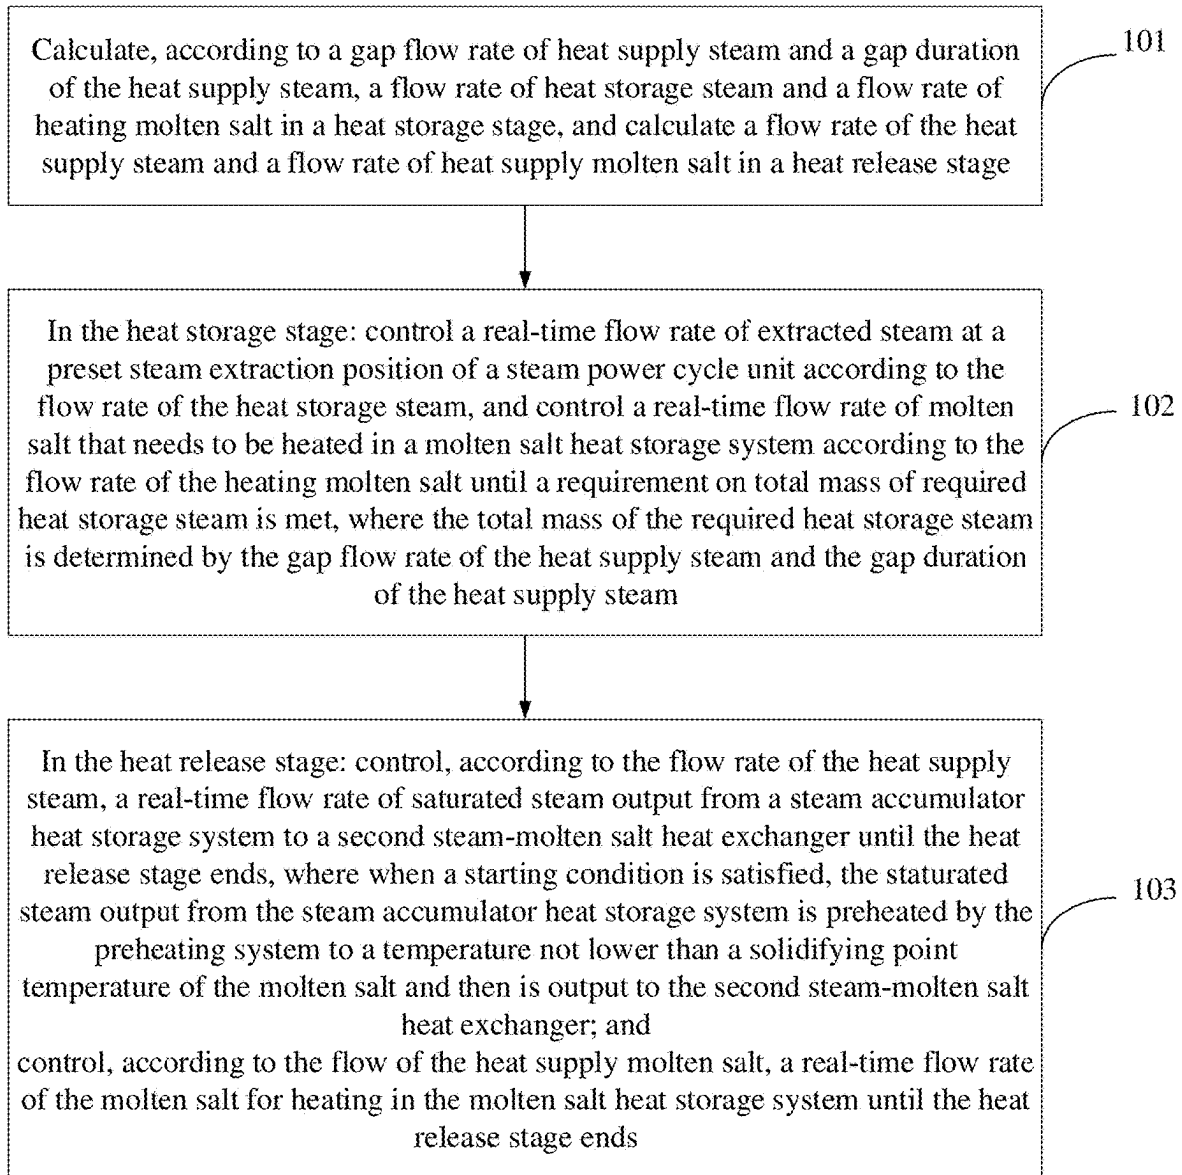 Calculate, according to a gap flow rate of heat supply steam and a gap duration
of the heat supply steam, a flow rate of heat storage steam and a flow rate of
heating molten salt in a heat storage stage, and calculate a flow rate of the heat
supply steam and a flow rate of heat supply molten salt in a heat release stage
101
In the heat storage stage: control a real-time flow rate of extracted steam at a
preset steam extraction position of a steam power cycle unit according to the
flow rate of the heat storage steam, and control a real-time flow rate of molten
salt that needs to be heated in a molten salt heat storage system according to the
flow rate of the heating molten salt until a requirement on total mass of required
heat storage steam is met, where the total mass of the required heat storage steam
is determined by the gap flow rate of the heat supply steam and the gap duration
of the heat supply steam
102
In the heat release stage: control, according to the flow rate of the heat supply
steam, a real-time flow rate of saturated steam output from a steam accumulator
heat storage system to a second steam-molten salt heat exchanger until the heat
release stage ends, where when a starting condition is satisfied, the staturated
steam output from the steam accumulator heat storage system is preheated by the
preheating system to a temperature not lower than a solidifying point
temperature of the molten salt and then is output to the second steam-molten salt
heat exchanger; and
control, according to the flow of the heat supply molten salt, a real-time flow rate
of the molten salt for heating in the molten salt heat storage system until the heat
release stage ends
103